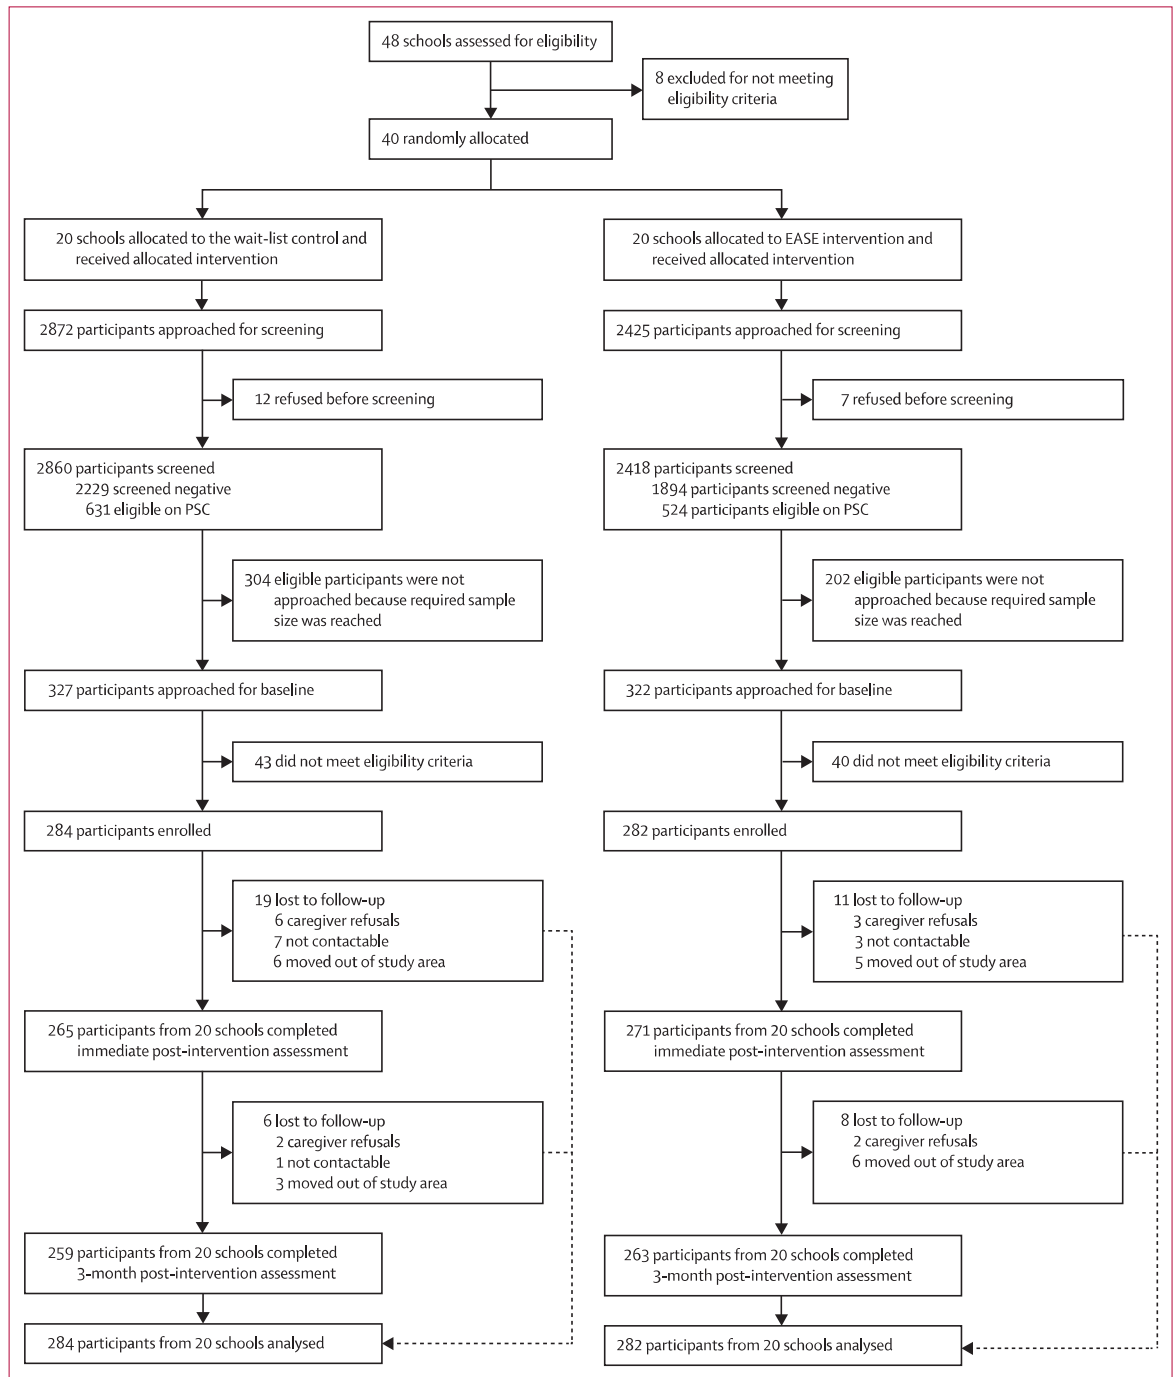 48 schools assessed for eligibility
8 excluded for not meeting
eligibility criteria
40 randomly allocated
20 schools allocated to the wait-list control and
received allocated intervention
20 schools allocated to EASE intervention and
received allocated intervention
2872 participants approached for screening
2425 participants approached for screening
12 refused before screening
7 refused before screening
2860 participants screened
2229 screened negative
631 eligible on PSC
2418 participants screened
1894 participants screened negative
524 participants eligible on PSC
304 eligible participants were not
approached because required sample
size was reached
202 eligible participants were not
approached because required sample
size was reached
327 participants approached for baseline
322 participants approached for baseline
43 did not meet eligibility criteria
40 did not meet eligibility criteria
284 participants enrolled
282 participants enrolled
19 lost to follow-up
6 caregiver refusals
7 not contactable
6 moved out of study area
11 lost to follow-up
3 caregiver refusals
3 not contactable
5 moved out of study area
265 participants from 20 schools completed
immediate post-intervention assessment
271 participants from 20 schools completed
immediate post-intervention assessment
6 lost to follow-up
2 caregiver refusals
1 not contactable
3 moved out of study area
8 lost to follow-up
2 caregiver refusals
6 moved out of study area
259 participants from 20 schools completed
3-month post-intervention assessment
263 participants from 20 schools completed
3-month post-intervention assessment
284 participants from 20 schools analysed
282 participants from 20 schools analysed